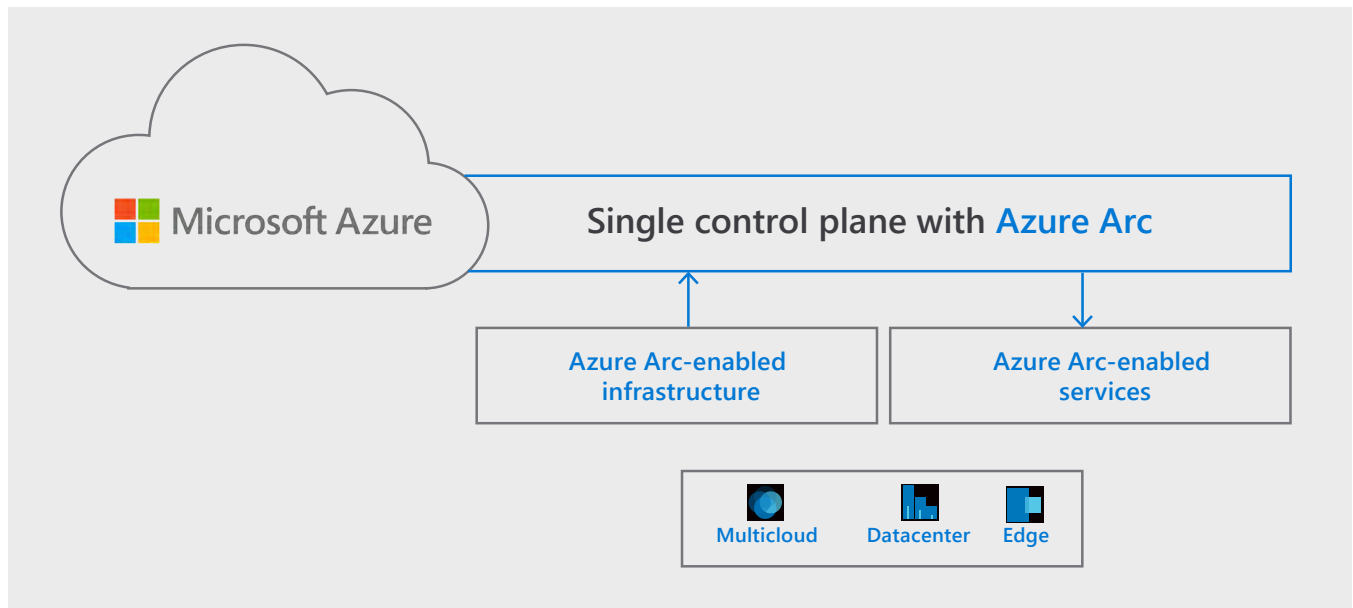 Microsoft Azure
Single control plane with Azure Arc
Azure Arc-enabled
infrastructure
Azure Arc-enabled
services
Multicloud
Datacenter
Edge